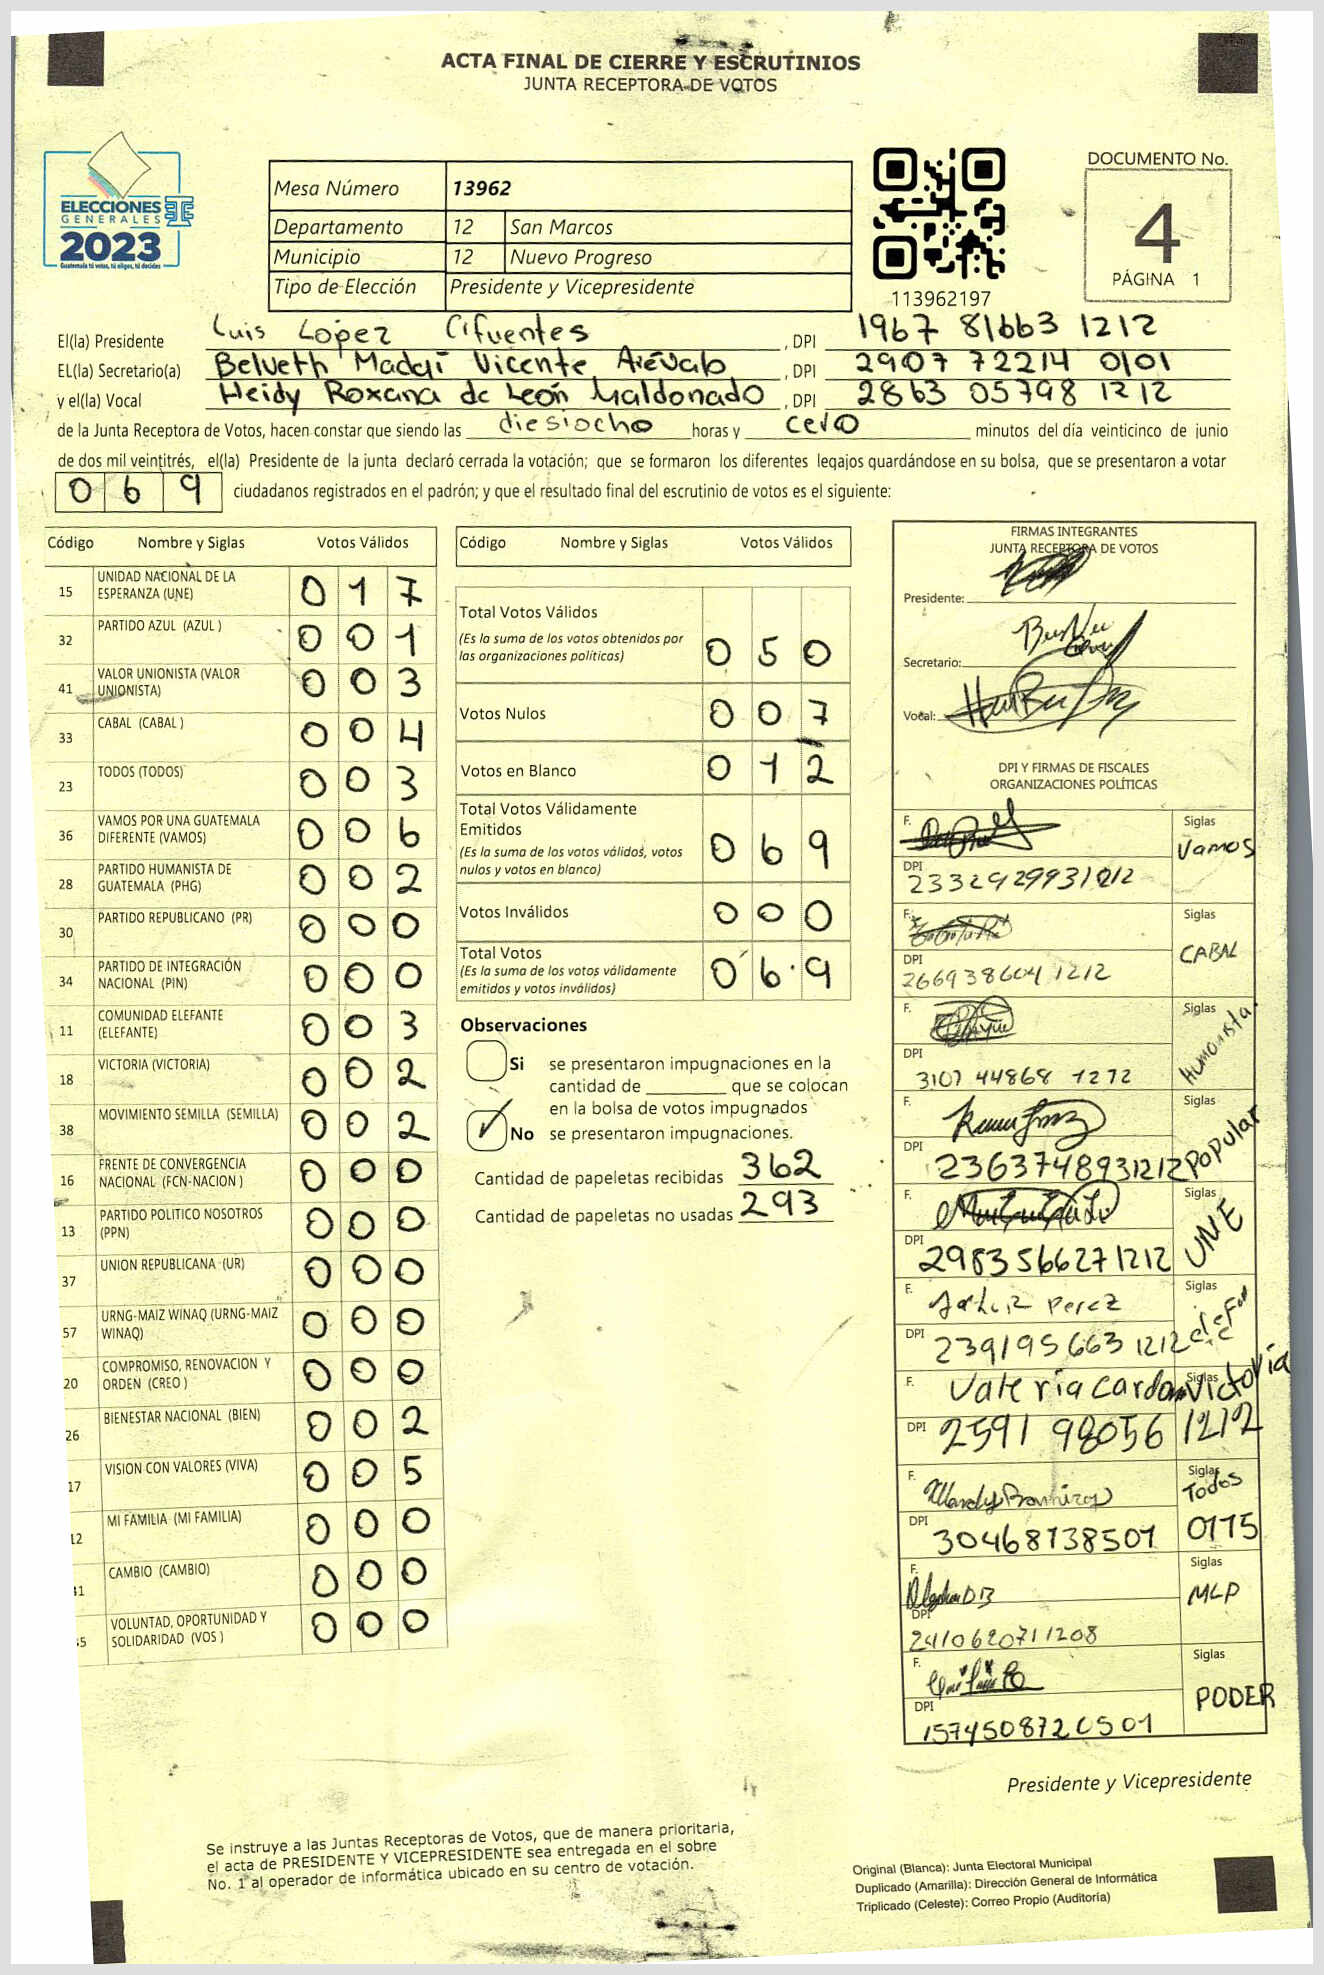 ACTA FINAL DE CIERRE Y ESCRUTINIOS
JUNTA RECEPTORA DE VOTOS
ELECCIONES
GENERALES
2023
Guatemala tú votas, tú eliges, tú decides
Mesa Número 13962
Departamento 12 San Marcos
Municipio 12 Nuevo Progreso
Tipo de Elección Presidente y Vicepresidente
113962197
DOCUMENTO No.
4
PÁGINA 1
El(la) Presidente Luis López Cifuentes, DPI 1967 81663 1212
EL(la) Secretario(a) Belveth Maddí Vicente Arévalo, DPI 2907 72214 0101
y el(la) Vocal Heidy Roxana de León Maldonado, DPI 2863 05798 1212
de la Junta Receptora de Votos, hacen constar que siendo las diesiocho horas y cero minutos del día veinticinco de junio
de dos mil veintitrés, el(la) Presidente de la junta declaró cerrada la votación; que se formaron los diferentes legajos guardándose en su bolsa, que se presentaron a votar
0 6 9 ciudadanos registrados en el padrón; y que el resultado final del escrutinio de votos es el siguiente:
Código Nombre y Siglas Votos Válidos
15 UNIDAD NACIONAL DE LA ESPERANZA (UNE) 0 1 7
32 PARTIDO AZUL (AZUL ) 0 0 1
41 VALOR UNIONISTA (VALOR UNIONISTA) 0 0 3
33 CABAL (CABAL ) 0 0 4
23 TODOS (TODOS) 0 0 3
36 VAMOS POR UNA GUATEMALA DIFERENTE (VAMOS) 0 0 6
28 PARTIDO HUMANISTA DE GUATEMALA (PHG) 0 0 2
30 PARTIDO REPUBLICANO (PR) 0 0 0
34 PARTIDO DE INTEGRACIÓN NACIONAL (PIN) 0 0 0
11 COMUNIDAD ELEFANTE (ELEFANTE) 0 0 3
18 VICTORIA (VICTORIA) 0 0 2
38 MOVIMIENTO SEMILLA (SEMILLA) 0 0 2
16 FRENTE DE CONVERGENCIA NACIONAL (FCN-NACION ) 0 0 0
13 PARTIDO POLITICO NOSOTROS (PPN) 0 0 0
37 UNION REPUBLICANA (UR) 0 0 0
57 URNG-MAIZ WINAQ (URNG-MAIZ WINAQ) 0 0 0
20 COMPROMISO, RENOVACION Y ORDEN (CREO ) 0 0 0
26 BIENESTAR NACIONAL (BIEN) 0 0 2
17 VISION CON VALORES (VIVA) 0 0 5
12 MI FAMILIA (MI FAMILIA) 0 0 0
41 CAMBIO (CAMBIO) 0 0 0
VOLUNTAD, OPORTUNIDAD Y SOLIDARIDAD (VOS ) 0 0 0
Código Nombre y Siglas Votos Válidos
Total Votos Válidos
(Es la suma de los votos obtenidos por
las organizaciones políticas) 0 5 0
Votos Nulos 0 0 7
Votos en Blanco 0 1 2
Total Votos Válidamente
Emitidos
(Es la suma de los votos válidos, votos
nulos y votos en blanco) 0 6 9
Votos Inválidos 0 0 0
Total Votos
(Es la suma de los votos válidamente
emitidos y votos inválidos) 0 6 9
Observaciones
Si se presentaron impugnaciones en la
cantidad de ________ que se colocan
en la bolsa de votos impugnados
No se presentaron impugnaciones.
Cantidad de papeletas recibidas 362
Cantidad de papeletas no usadas 293
FIRMAS INTEGRANTES
JUNTA RECEPTORA DE VOTOS
Presidente:
Secretario:
Vocal:
DPI Y FIRMAS DE FISCALES
ORGANIZACIONES POLÍTICAS
F. Siglas
Vamos
DPI
2332929931212
F. Siglas
CABAL
DPI
2669386041212
F. Siglas
Humanista
DPI
3107 44868 1212
F. Siglas
Popular
DPI
2363748931212
F. Siglas
UNE
DPI
2983566271212
F. Siglas
DPI
239195663 1212
F. Valeria Siglas
Victoria
DPI 2591 98056 1212
F. Wendy Ramirez Siglas
Todos
DPI
30468738507 0115
F. Siglas
MLP
DPI
2410620711208
F. Siglas
PODER
DPI
1574508720501
Presidente y Vicepresidente
Se instruye a las Juntas Receptoras de Votos, que de manera prioritaria,
el acta de PRESIDENTE Y VICEPRESIDENTE sea entregada en el sobre
No. 1 al operador de informática ubicado en su centro de votación.
Original (Blanca): Junta Electoral Municipal
Duplicado (Amarilla): Dirección General de Informática
Triplicado (Celeste): Correo Propio (Auditoría)